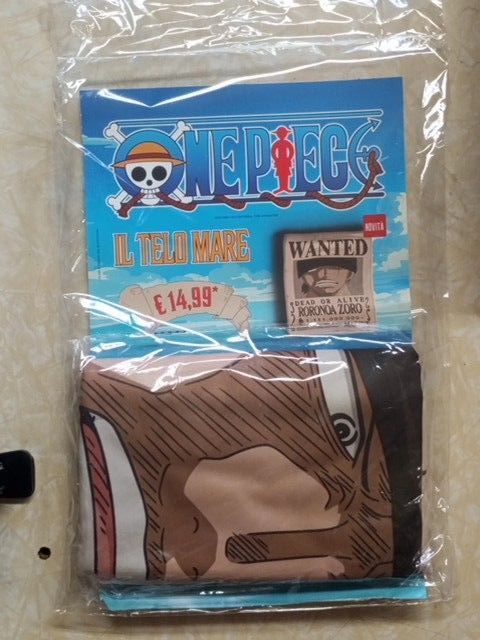 ONE PIECE
IL TELO MARE
€ 14,99*
NOVITÀ
WANTED
DEAD OR ALIVE
RORONOA ZORO